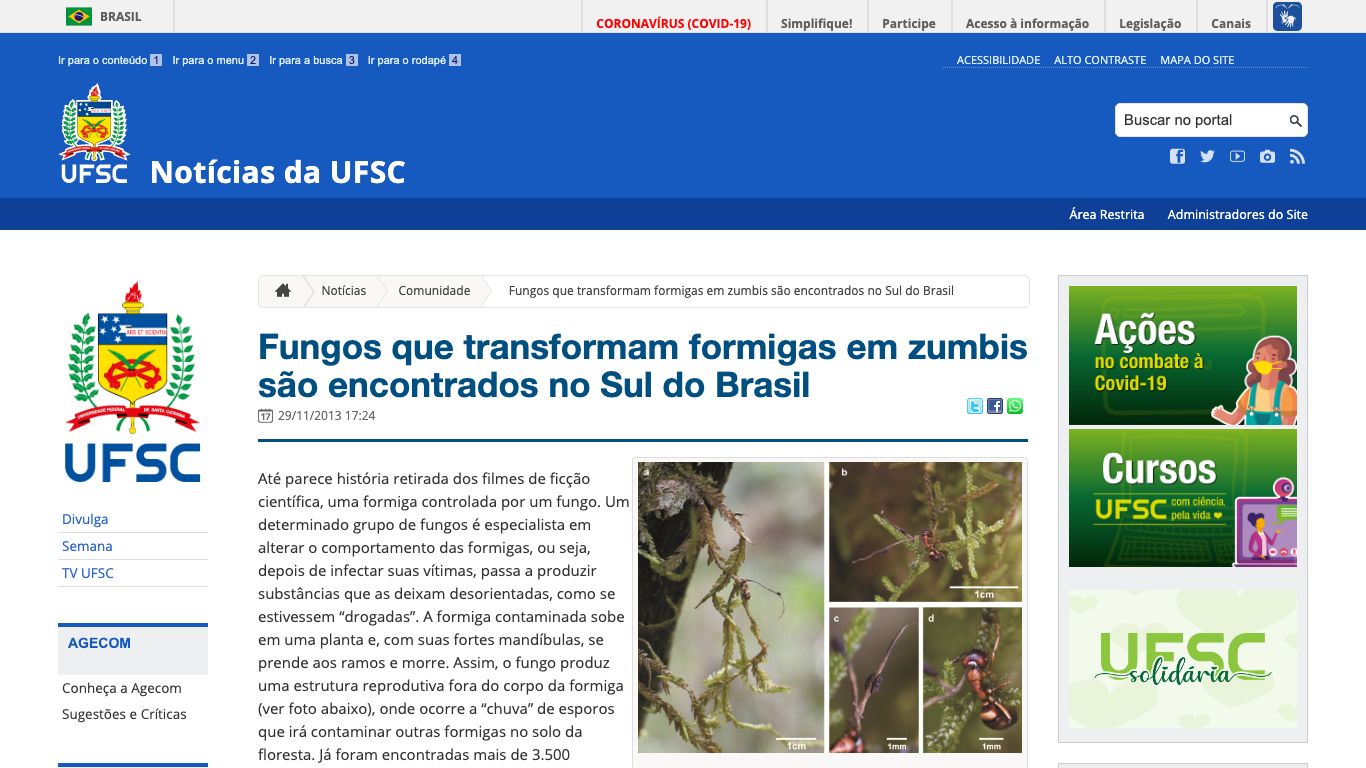 BRASIL
CORONAVÍRUS (COVID-19)
Simplifique!
Participe
Acesso à informação
Legislação
Canais
Ir para o conteúdo 1
Ir para o menu 2
Ir para a busca 3
Ir para o rodapé 4
ACESSIBILIDADE
ALTO CONTRASTE
MAPA DO SITE
UFSC
Notícias da UFSC
Buscar no portal
Área Restrita
Administradores do Site
ARS ET SCIENTIA
UNIVERSIDADE FEDERAL DE SANTA CATARINA
UFSC
Divulga
Semana
TV UFSC
AGECOM
Conheça a Agecom
Sugestões e Críticas
Notícias
Comunidade
Fungos que transformam formigas em zumbis são encontrados no Sul do Brasil
Fungos que transformam formigas em zumbis
são encontrados no Sul do Brasil
17
29/11/2013 17:24
Até parece história retirada dos filmes de ficção
científica, uma formiga controlada por um fungo. Um
determinado grupo de fungos é especialista em
alterar o comportamento das formigas, ou seja,
depois de infectar suas vítimas, passa a produzir
substâncias que as deixam desorientadas, como se
estivessem “drogadas”. A formiga contaminada sobe
em uma planta e, com suas fortes mandíbulas, se
prende aos ramos e morre. Assim, o fungo produz
uma estrutura reprodutiva fora do corpo da formiga
(ver foto abaixo), onde ocorre a “chuva” de esporos
que irá contaminar outras formigas no solo da
floresta. Já foram encontradas mais de 3.500
a
1cm
b
1cm
c
1mm
d
1mm
Ações
no combate à
Covid-19
Cursos
UFSC com ciência,
pela vida
UFSC
solidária